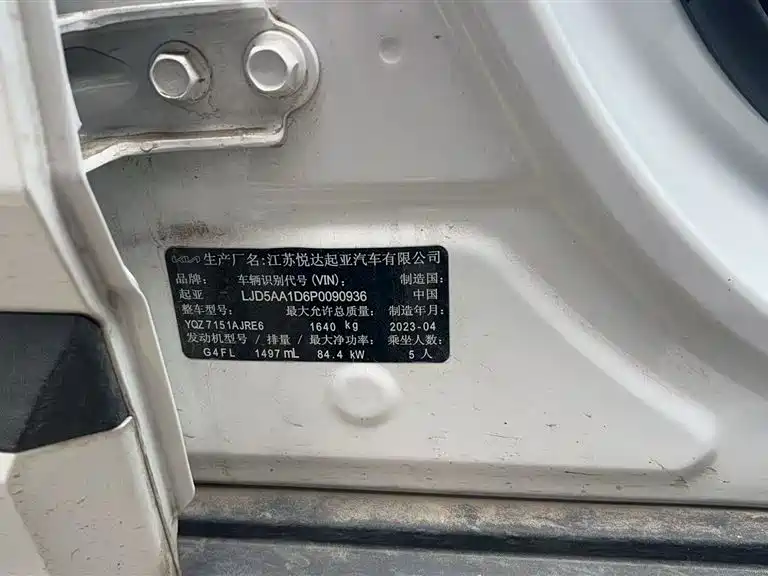 KIA 生产厂名:江苏悦达起亚汽车有限公司
品牌: 车辆识别代号(VIN): 制造国:
起亚 LJD5AA1D6P0090936 中国
整车型号: 最大允许总质量: 制造年月:
YQZ7151AJRE6 1640 kg 2023-04
发动机型号/排量/最大净功率: 乘坐人数:
G4FL 1497mL 84.4 kW 5人